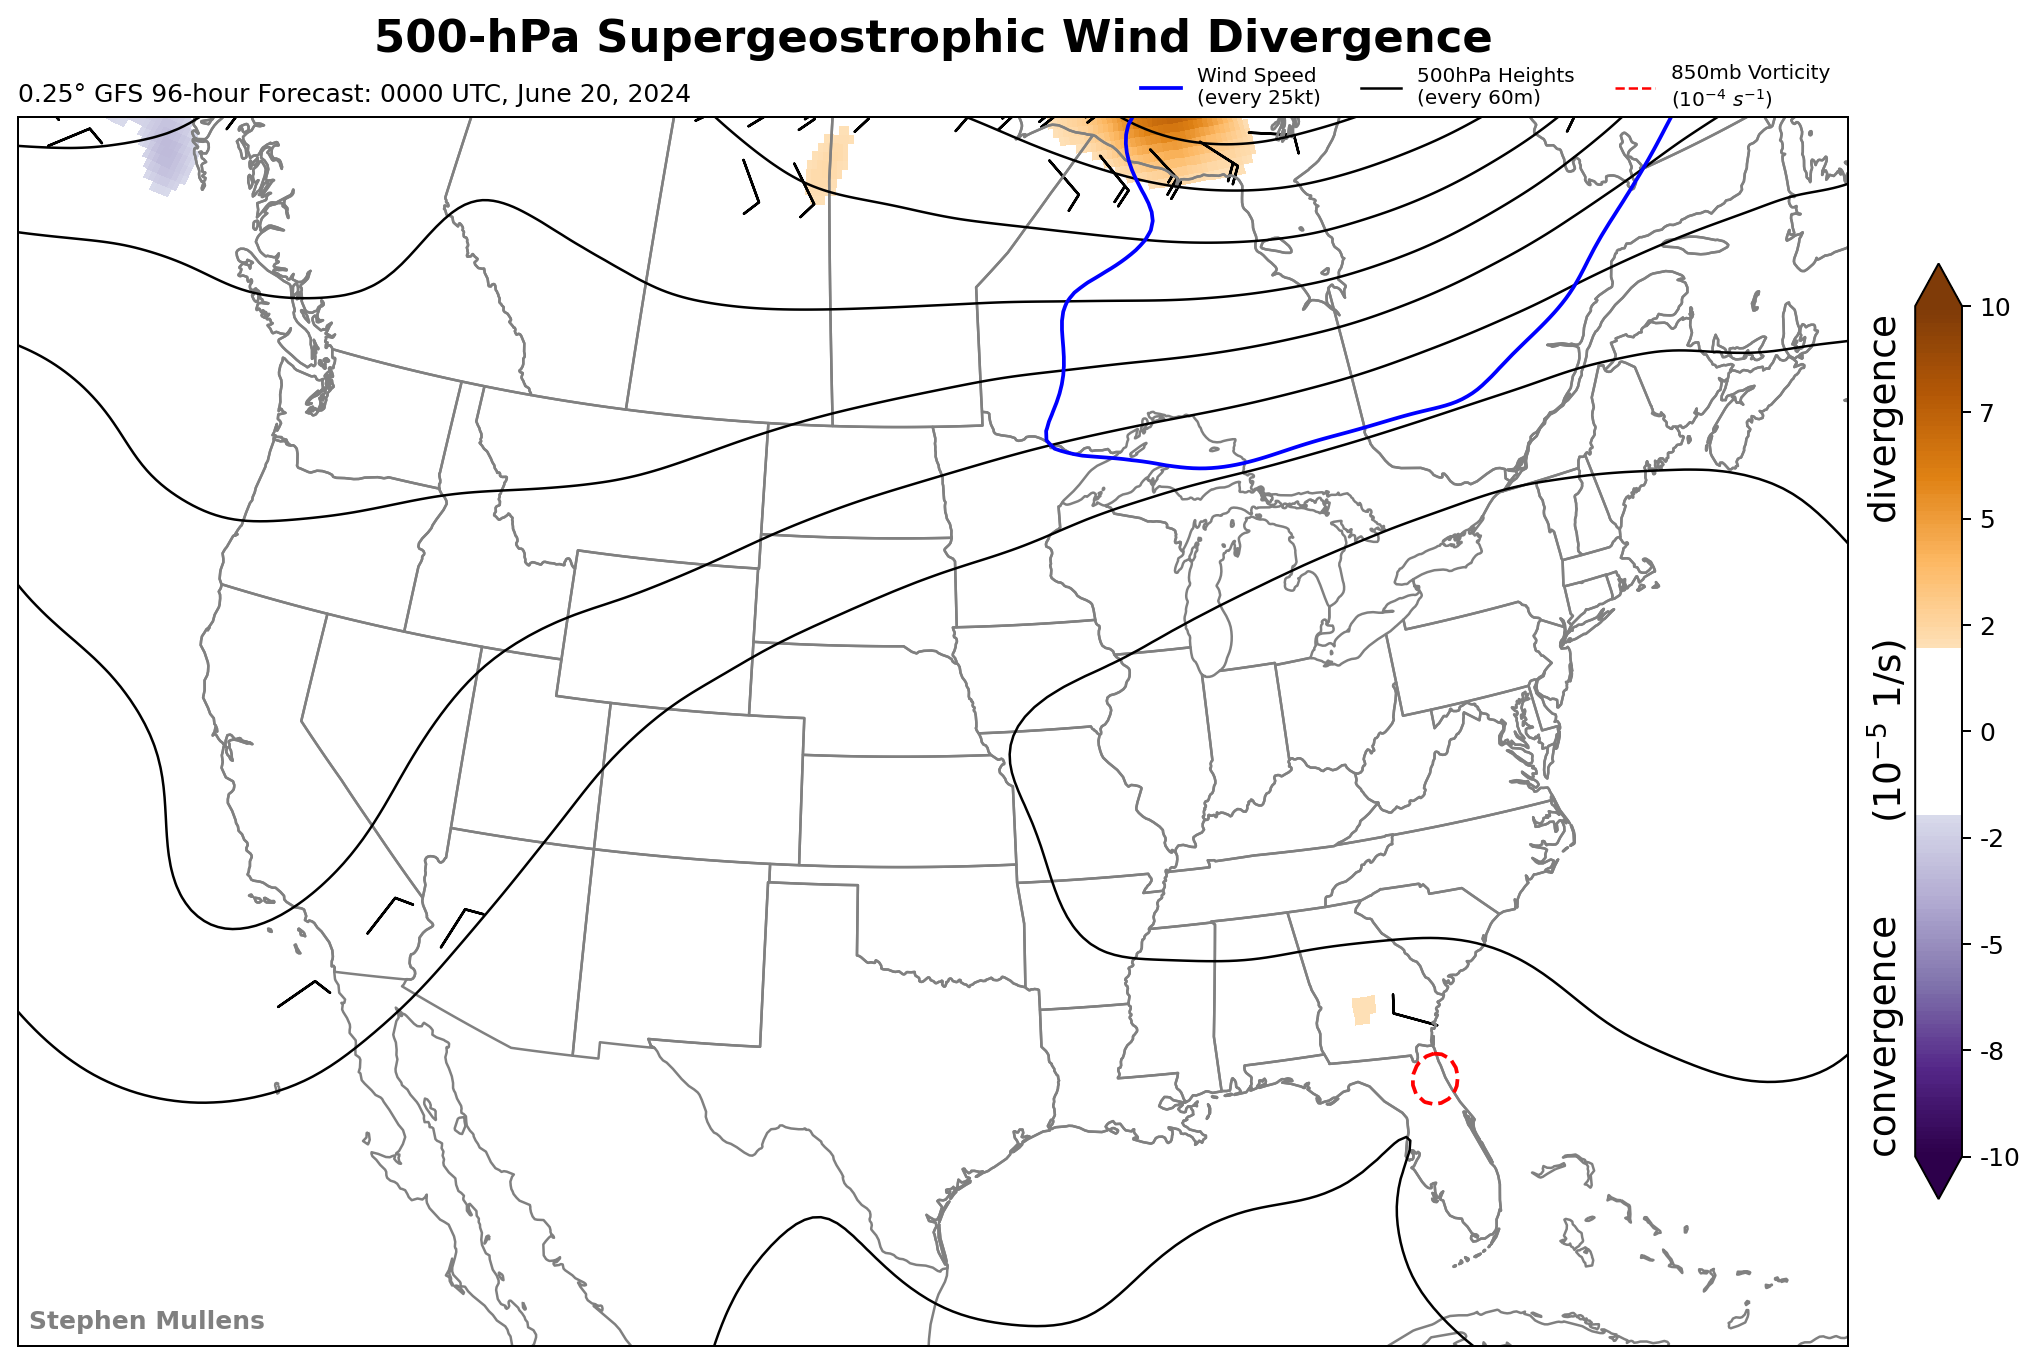 500-hPa Supergeostrophic Wind Divergence
0.25° GFS 96-hour Forecast: 0000 UTC, June 20, 2024
Wind Speed
(every 25kt)
500hPa Heights
(every 60m)
850mb Vorticity
(10⁻⁴ s⁻¹)
10
7
5
2
0
-2
-5
-8
-10
convergence (10⁻⁵ 1/s) divergence
Stephen Mullens